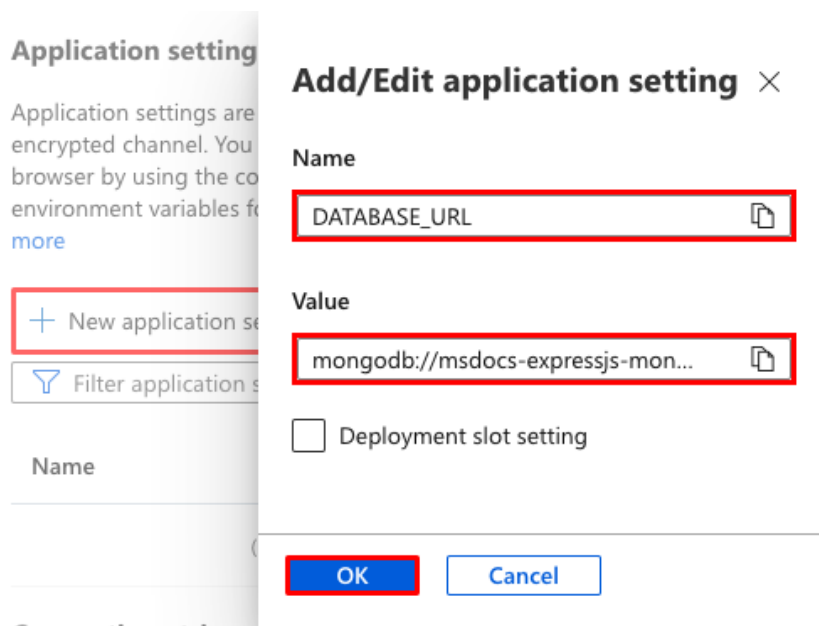 Application setting
Application settings are
encrypted channel. You
browser by using the co
environment variables fo
more
New application se
Filter application s
Name
Add/Edit application setting
Name
DATABASE_URL
Value
mongodb://msdocs-expressjs-mon...
Deployment slot setting
OK
Cancel